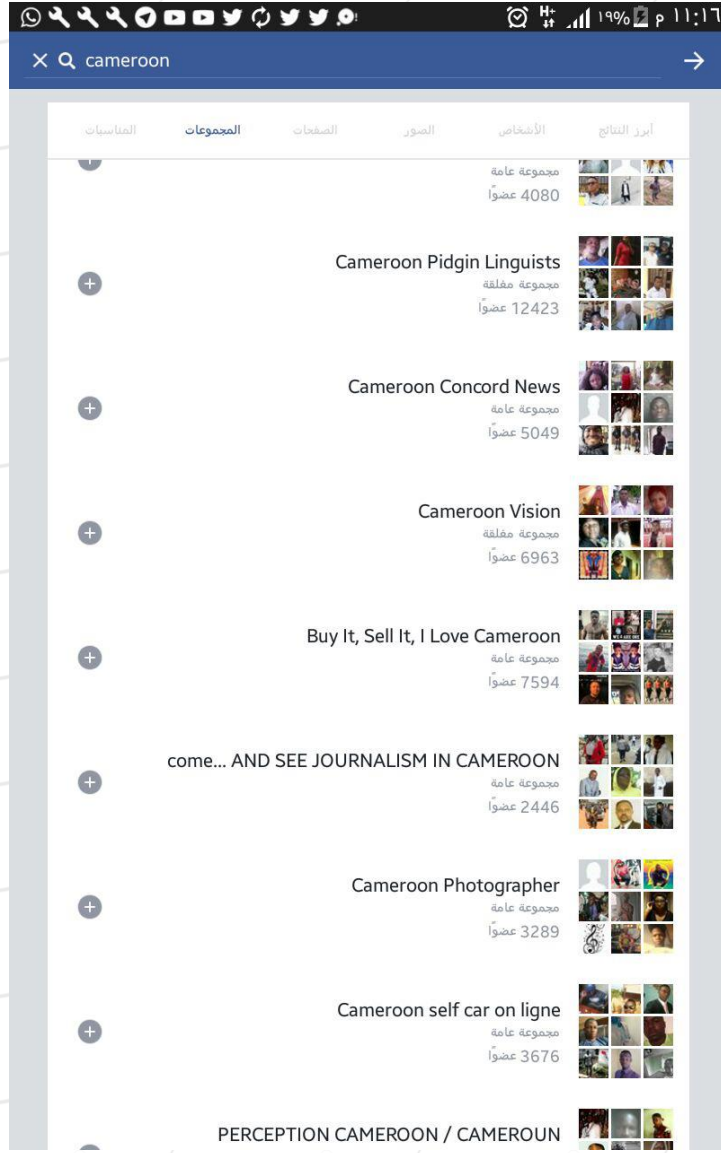 ١٩% م ١١:١٦
cameroon
أبرز النتائج الأشخاص الصور الصفحات المجموعات المناسبات
مجموعة عامة
4080 عضوًا
Cameroon Pidgin Linguists
مجموعة مغلقة
12423 عضوًا
Cameroon Concord News
مجموعة عامة
5049 عضوًا
Cameroon Vision
مجموعة مغلقة
6963 عضوًا
Buy It, Sell It, I Love Cameroon
مجموعة عامة
7594 عضوًا
come... AND SEE JOURNALISM IN CAMEROON
مجموعة عامة
2446 عضوًا
Cameroon Photographer
مجموعة عامة
3289 عضوًا
Cameroon self car on ligne
مجموعة عامة
3676 عضوًا
PERCEPTION CAMEROON / CAMEROUN